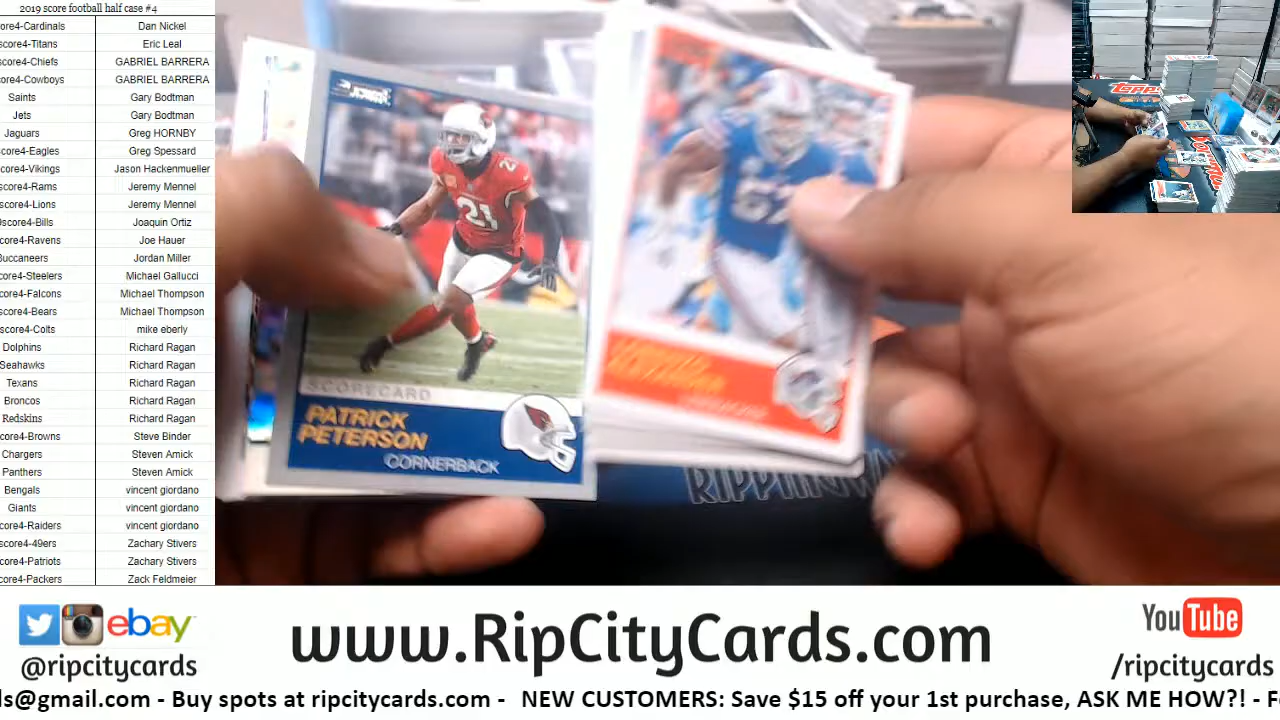 2019 score football half case #4
core4-Cardinals Dan Nickel
score4-Titans Eric Leal
score4-Chiefs GABRIEL BARRERA
core4-Cowboys GABRIEL BARRERA
Saints Gary Bodtman
Jets Gary Bodtman
Jaguars Greg HORNBY
core4-Eagles Greg Spessard
core4-Vikings Jason Hackenmueller
score4-Rams Jeremy Mennel
score4-Lions Jeremy Mennel
9score4-Bills Joaquin Ortiz
core4-Ravens Joe Hauer
Buccaneers Jordan Miller
core4-Steelers Michael Gallucci
core4-Falcons Michael Thompson
score4-Bears Michael Thompson
score4-Colts mike eberly
Dolphins Richard Ragan
Seahawks Richard Ragan
Texans Richard Ragan
Broncos Richard Ragan
Redskins Richard Ragan
core4-Browns Steve Binder
Chargers Steven Amick
Panthers Steven Amick
Bengals vincent giordano
Giants vincent giordano
core4-Raiders vincent giordano
score4-49ers Zachary Stivers
core4-Patriots Zachary Stivers
core4-Packers Zack Feldmeier
SCORE
21
SCORECARD
PATRICK
PETERSON
CORNERBACK
TOPPS
ebay
@ripcitycards
www.RipCityCards.com
YouTube
/ripcitycards
ds@gmail.com - Buy spots at ripcitycards.com - NEW CUSTOMERS: Save $15 off your 1st purchase, ASK ME HOW?! - F